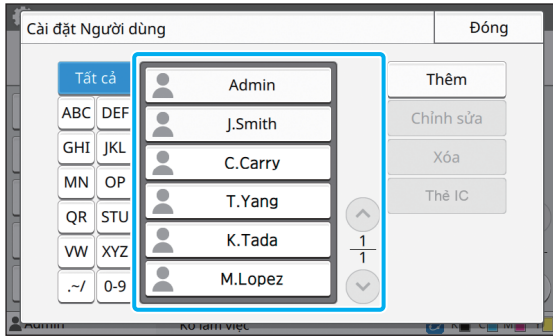 Cài đặt Người dùng
Đóng
Tất cả
ABC DEF
GHI JKL
MN OP
QR STU
VW XYZ
.~/ 0-9
Admin
J.Smith
C.Carry
T.Yang
K.Tada
M.Lopez
1
1
Thêm
Chỉnh sửa
Xóa
Thẻ IC
Admin